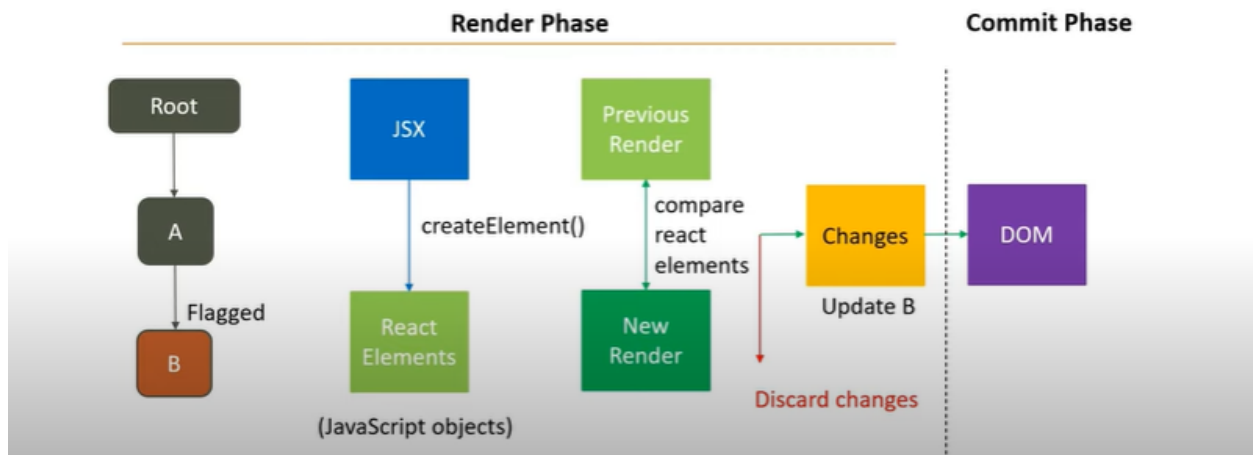 Render Phase
Commit Phase
Root
A
Flagged
B
JSX
createElement()
React
Elements
(JavaScript objects)
Previous
Render
compare
react
elements
New
Render
Changes
Update B
Discard changes
DOM